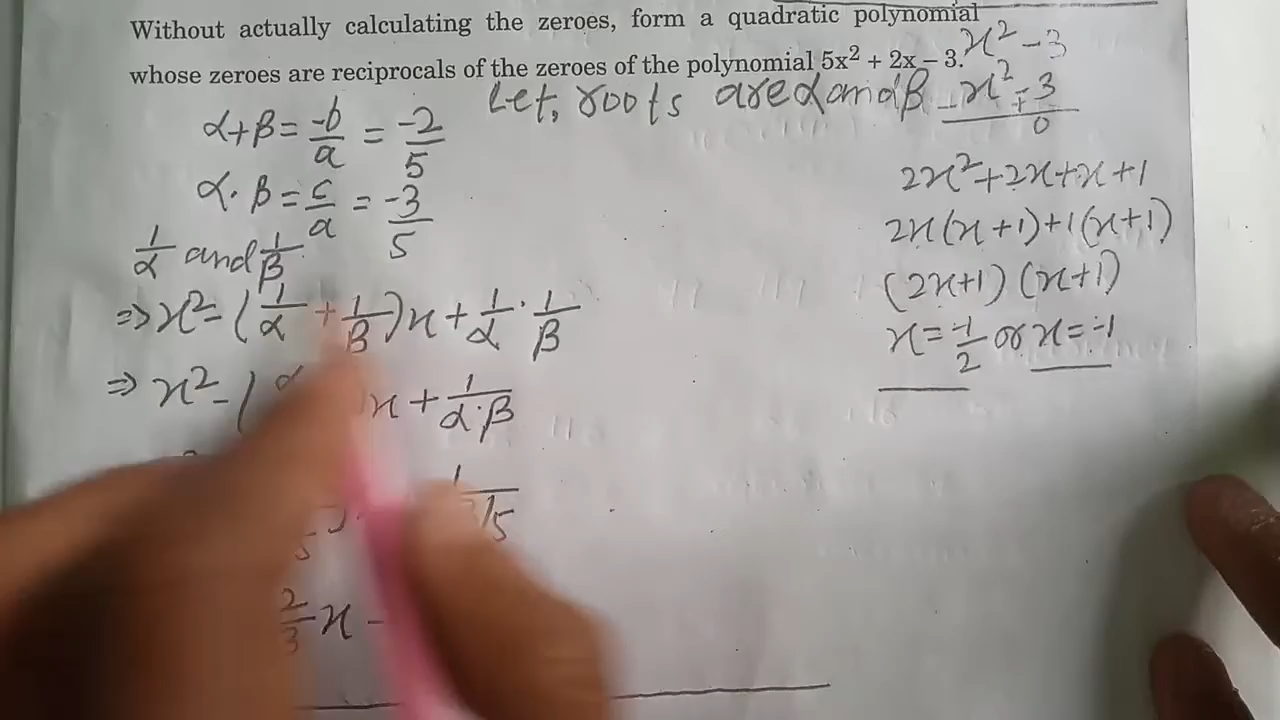 Without actually calculating the zeroes, form a quadratic polynomial
whose zeroes are reciprocals of the zeroes of the polynomial 5x² + 2x – 3.
Let, roots are α and β
α+β = -b/a = -2/5
α·β = c/a = -3/5
1/α and 1/β
⇒ x² - (1/α + 1/β)x + 1/α · 1/β
⇒ x² - ( x + 1/α·β
2/3 x -
x² - 3
- x² - 3
+
0
2x² + 2x + x + 1
2x(x+1)+1(x+1)
(2x+1) (x+1)
x = -1/2 or x = -1